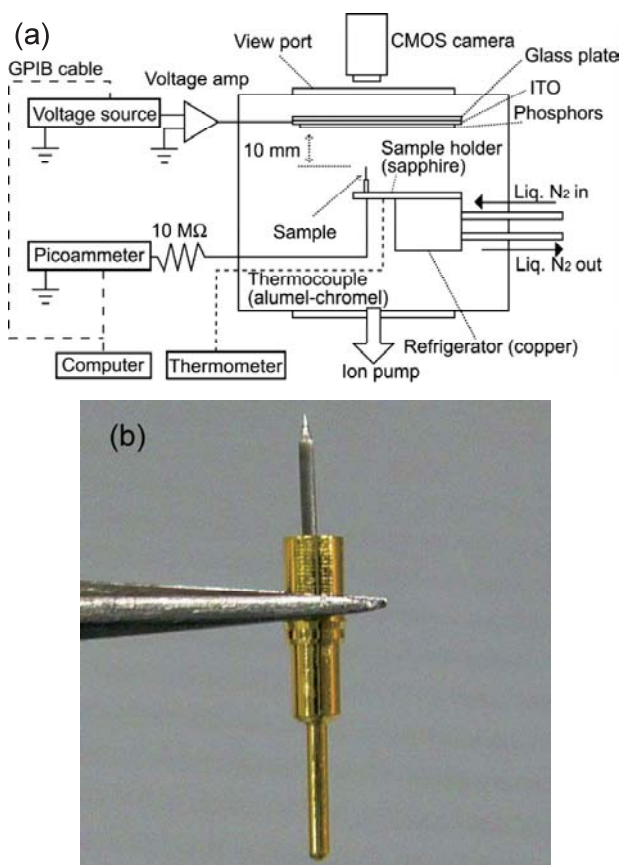 (a)
CMOS camera
View port
Glass plate
GPIB cable
Voltage amp
ITO
Voltage source
Phosphors
10 mm
Sample holder
(sapphire)
Liq. N2 in
Sample
10 MΩ
Picoammeter
Liq. N2 out
Thermocouple
(alumel-chromel)
Refrigerator (copper)
Computer
Thermometer
Ion pump
(b)